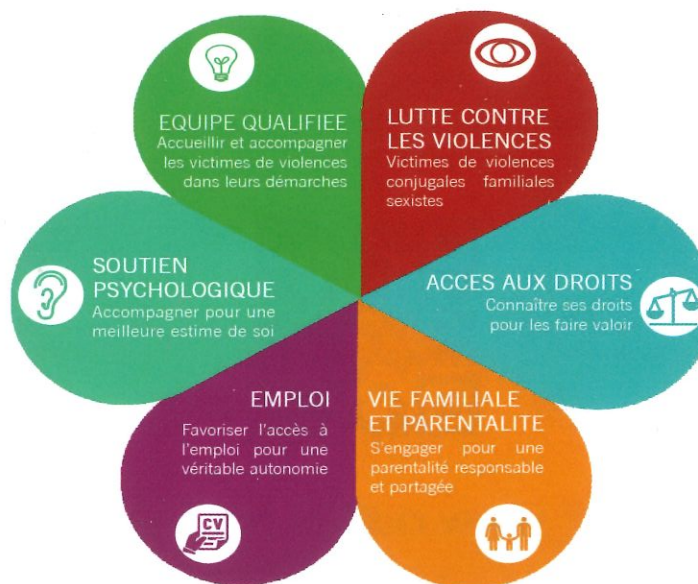 EQUIPE QUALIFIEE
Accueillir et accompagner
les victimes de violences
dans leurs démarches
LUTTE CONTRE
LES VIOLENCES
Victimes de violences
conjugales familiales
sexistes
SOUTIEN
PSYCHOLOGIQUE
Accompagner pour une
meilleure estime de soi
ACCES AUX DROITS
Connaître ses droits
pour les faire valoir
EMPLOI
Favoriser l'accès à
l'emploi pour une
véritable autonomie
CV
VIE FAMILIALE
ET PARENTALITE
S'engager pour une
parentalité responsable
et partagée